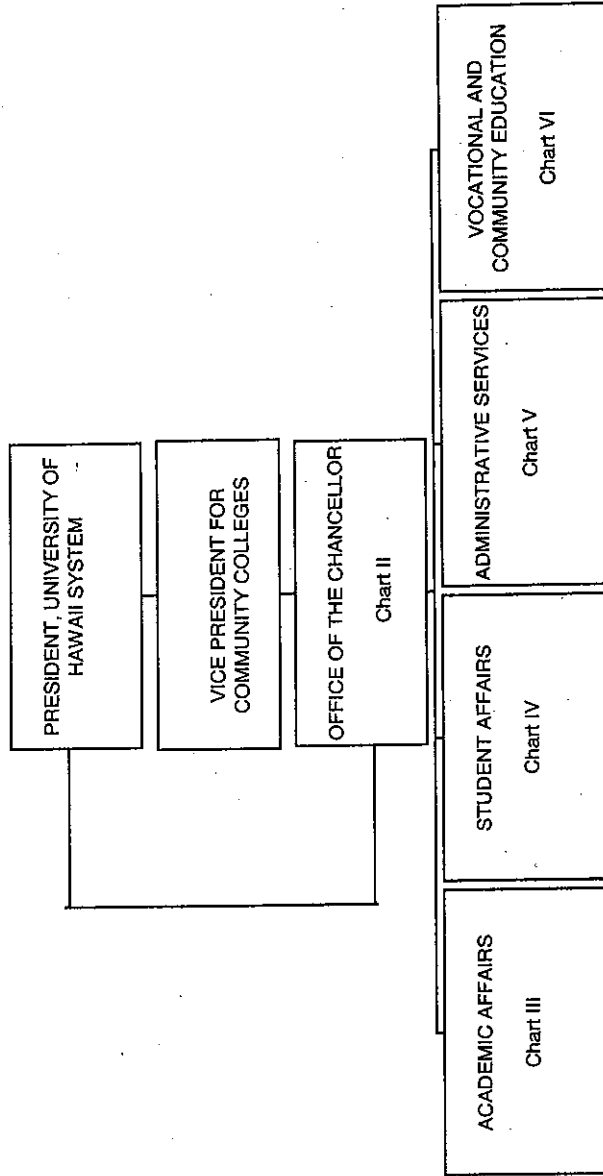 PRESIDENT, UNIVERSITY OF
HAWAII SYSTEM
VICE PRESIDENT FOR
COMMUNITY COLLEGES
OFFICE OF THE CHANCELLOR
Chart II
ACADEMIC AFFAIRS
Chart III
STUDENT AFFAIRS
Chart IV
ADMINISTRATIVE SERVICES
Chart V
VOCATIONAL AND
COMMUNITY EDUCATION
Chart VI